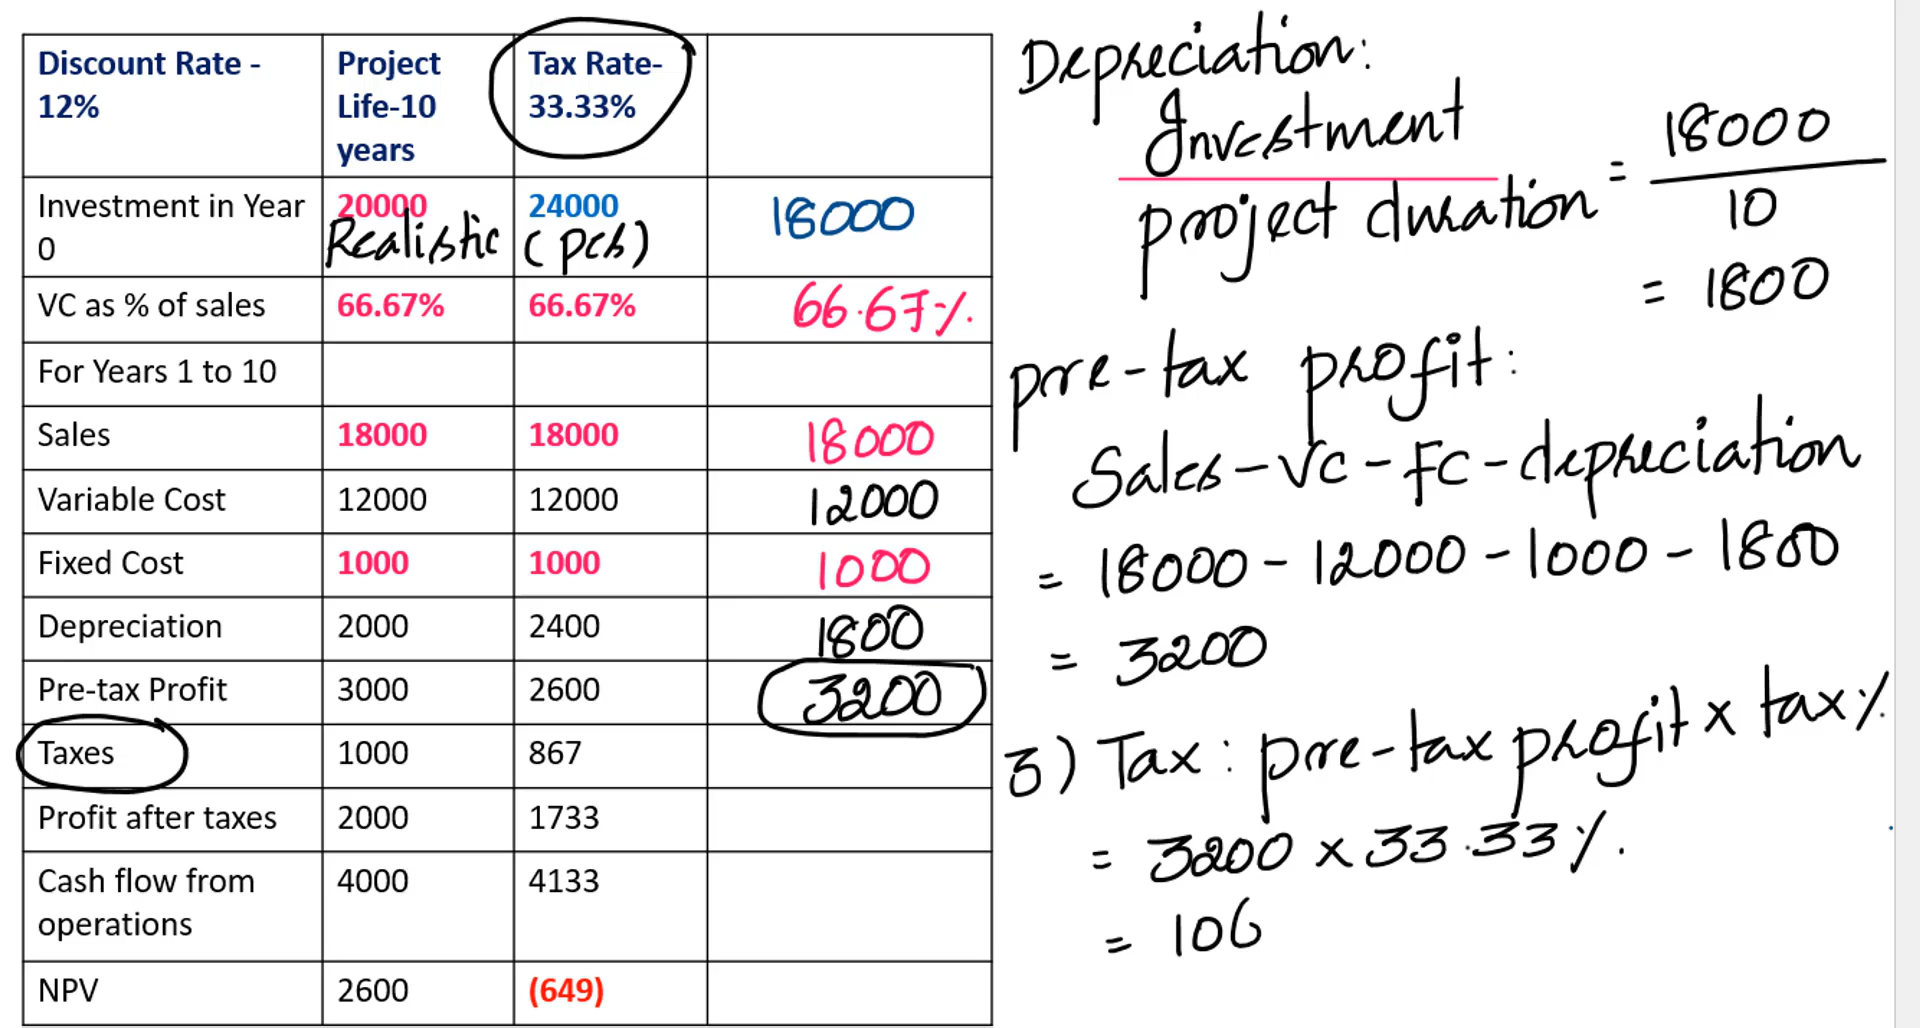 Discount Rate - 12% Project Life-10 years Tax Rate- 33.33%
Investment in Year 0 20000 Realistic 24000 (pes) 18000
VC as % of sales 66.67% 66.67% 66.67%
For Years 1 to 10
Sales 18000 18000 18000
Variable Cost 12000 12000 12000
Fixed Cost 1000 1000 1000
Depreciation 2000 2400 1800
Pre-tax Profit 3000 2600 3200
Taxes 1000 867
Profit after taxes 2000 1733
Cash flow from operations 4000 4133
NPV 2600 (649)
Depreciation:
Investment / project duration = 18000 / 10
= 1800
pre-tax profit:
Sales - VC - FC - depreciation
= 18000 - 12000 - 1000 - 1800
= 3200
3) Tax: pre-tax profit x tax%
= 3200 x 33.33%.
= 106